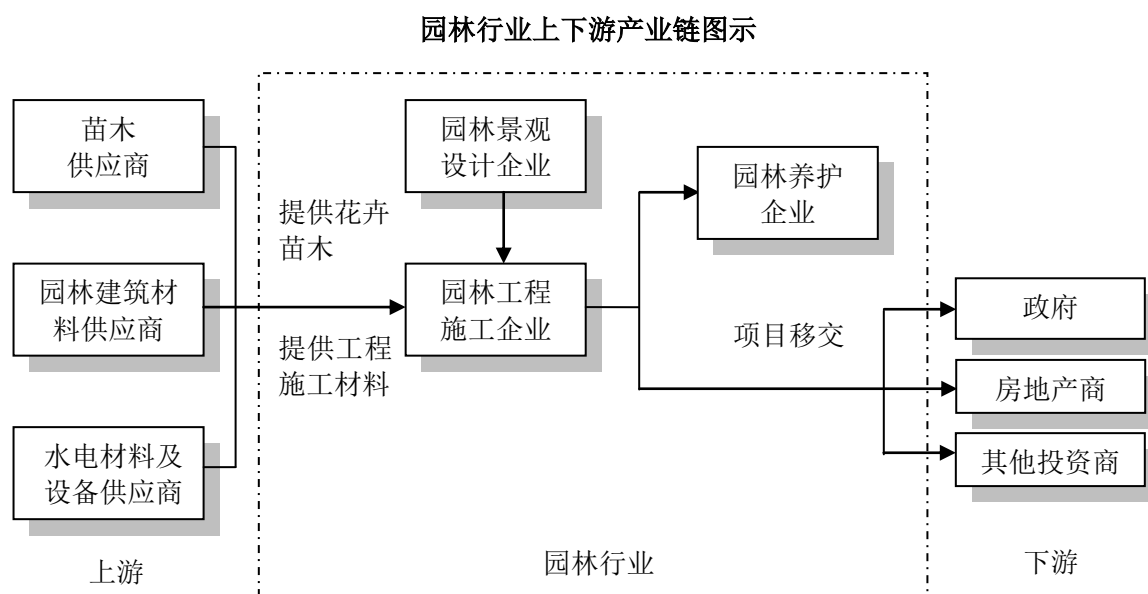 园林行业上下游产业链图示
苗木
供应商
园林建筑材
料供应商
水电材料及
设备供应商
上游
提供花卉
苗木
提供工程
施工材料
园林景观
设计企业
园林工程
施工企业
园林养护
企业
项目移交
园林行业
政府
房地产商
其他投资商
下游